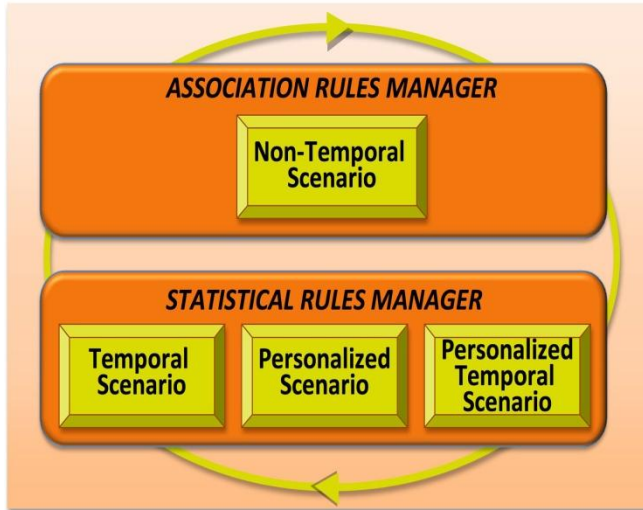 ASSOCIATION RULES MANAGER
Non-Temporal
Scenario
STATISTICAL RULES MANAGER
Temporal
Scenario
Personalized
Scenario
Personalized
Temporal
Scenario